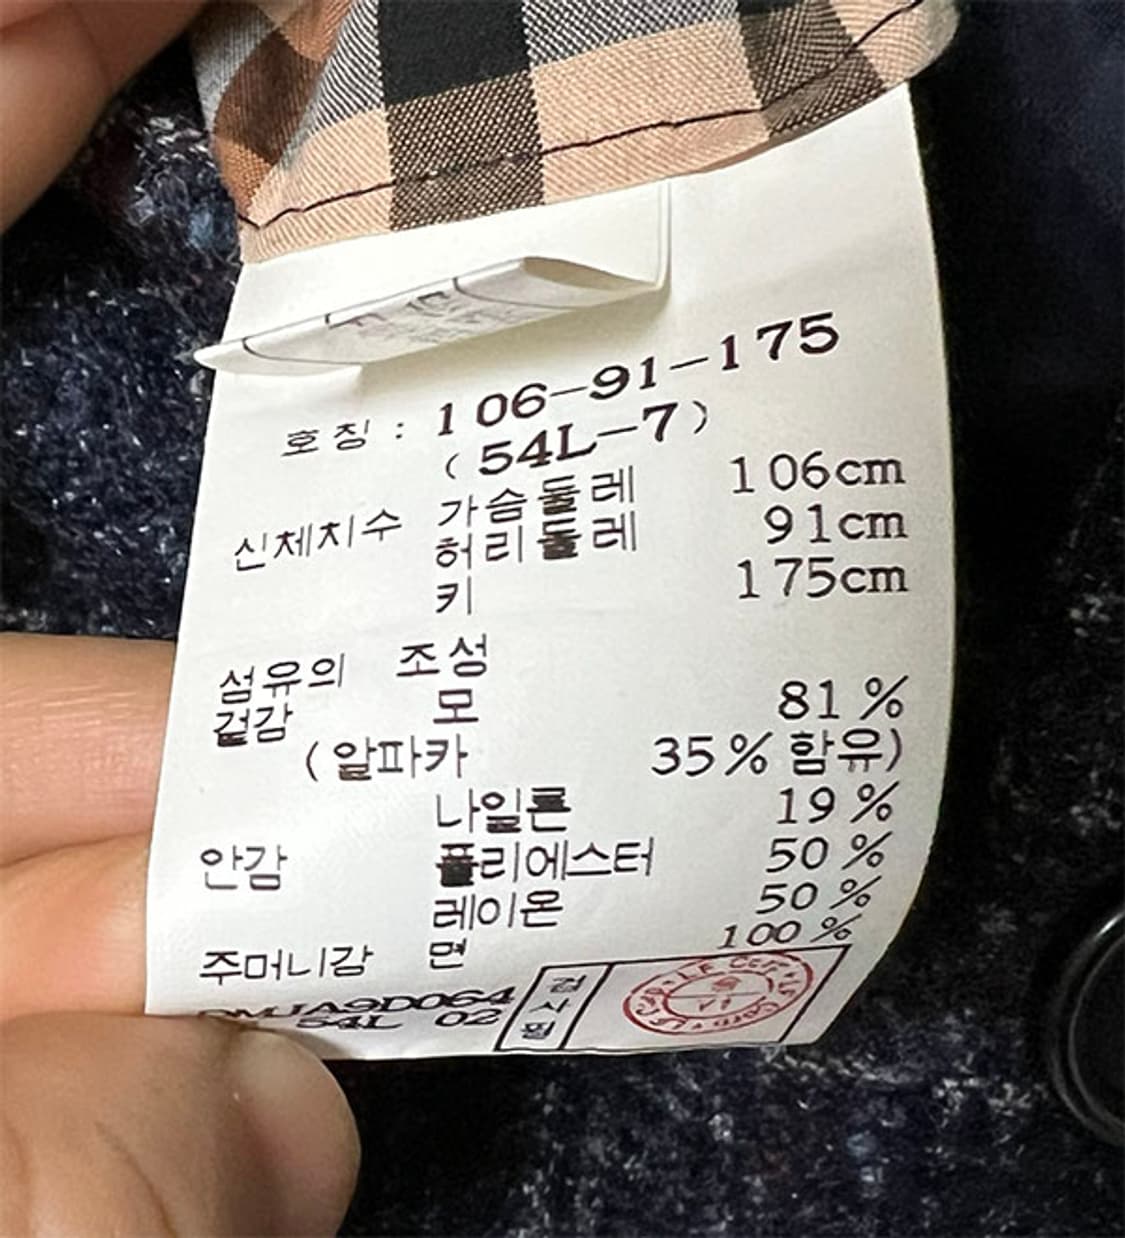 호칭 : 106-91-175
(54L-7)
신체치수 가슴둘레 106cm
허리둘레 91cm
키 175cm
섬유의 조성
겉감 모 81%
(알파카 35% 함유)
나일론 19%
안감 폴리에스터 50%
레이온 50%
주머니감 면 100%
54L 02
검사필